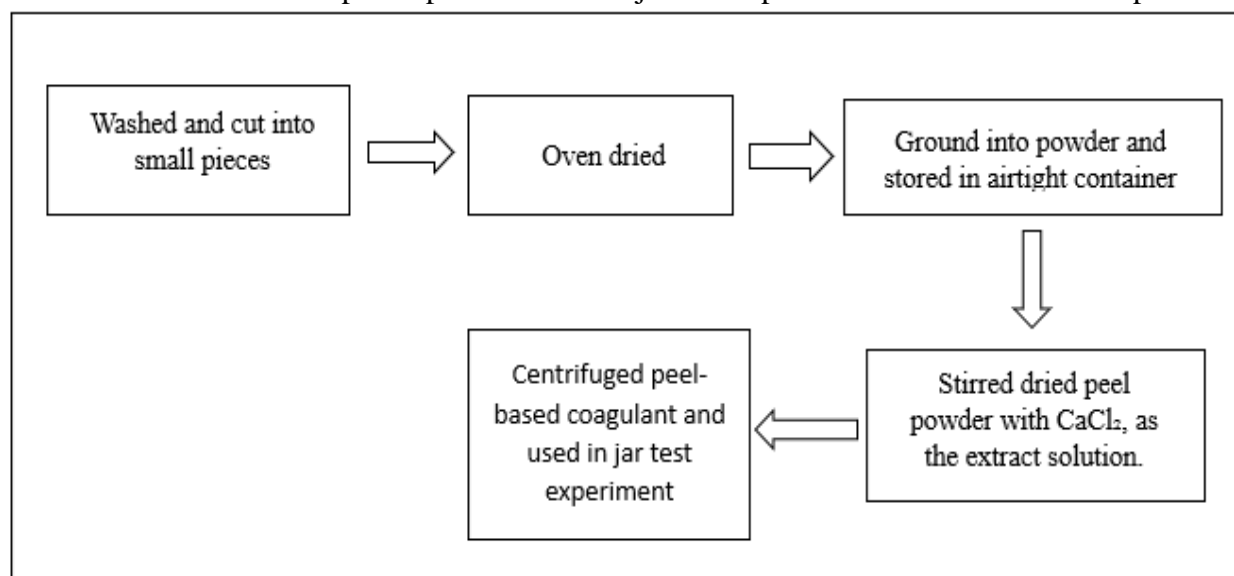 Washed and cut into
small pieces
Oven dried
Ground into powder and
stored in airtight container
Stirred dried peel
powder with CaCl₂, as
the extract solution.
Centrifuged peel-
based coagulant and
used in jar test
experiment